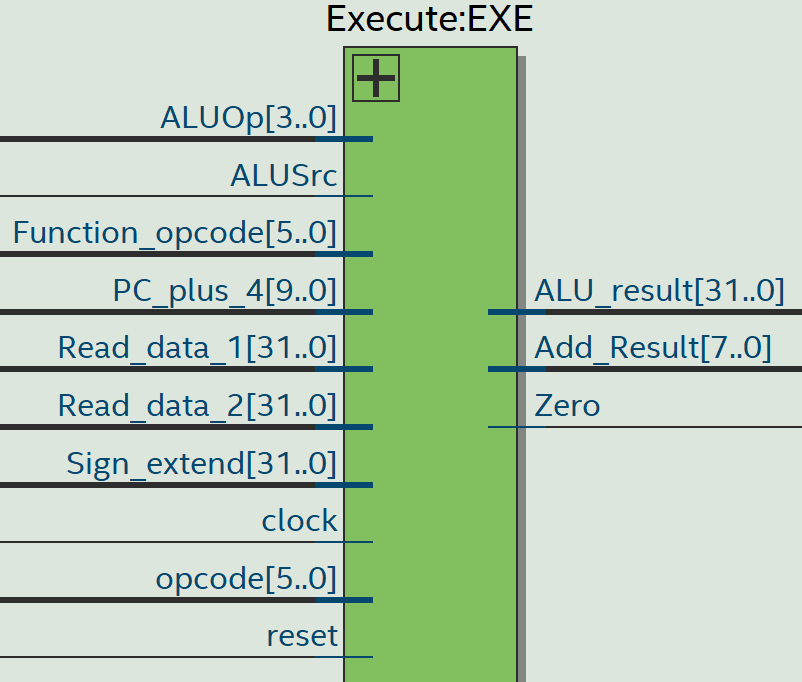 Execute:EXE
ALUOp[3..0]
ALUSrc
Function_opcode[5..0]
PC_plus_4[9..0]
Read_data_1[31..0]
Read_data_2[31..0]
Sign_extend[31..0]
clock
opcode[5..0]
reset
ALU_result[31..0]
Add_Result[7..0]
Zero